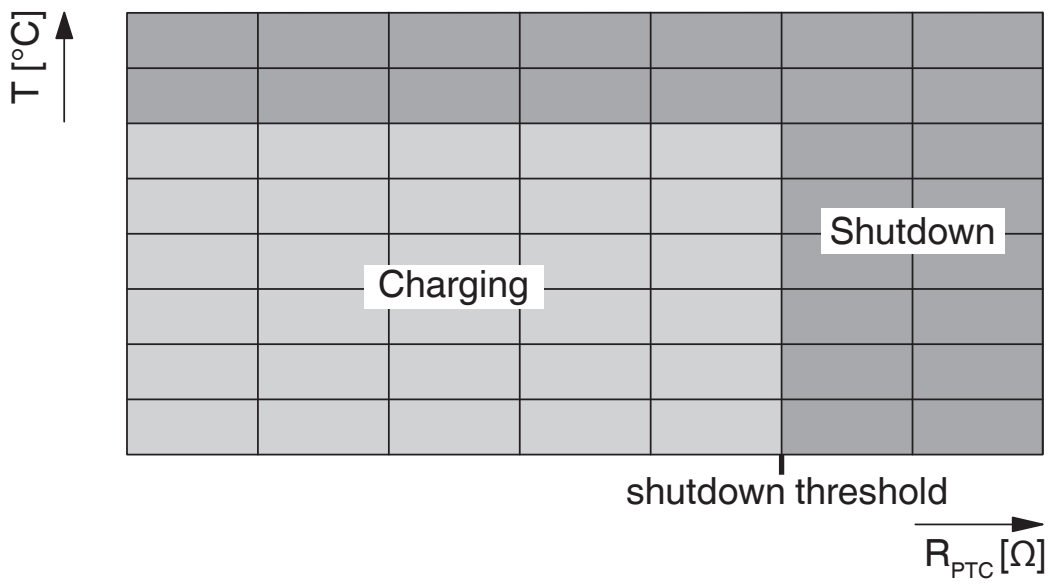 T [°C]
Shutdown
Charging
shutdown threshold
R_PTC [Ω]